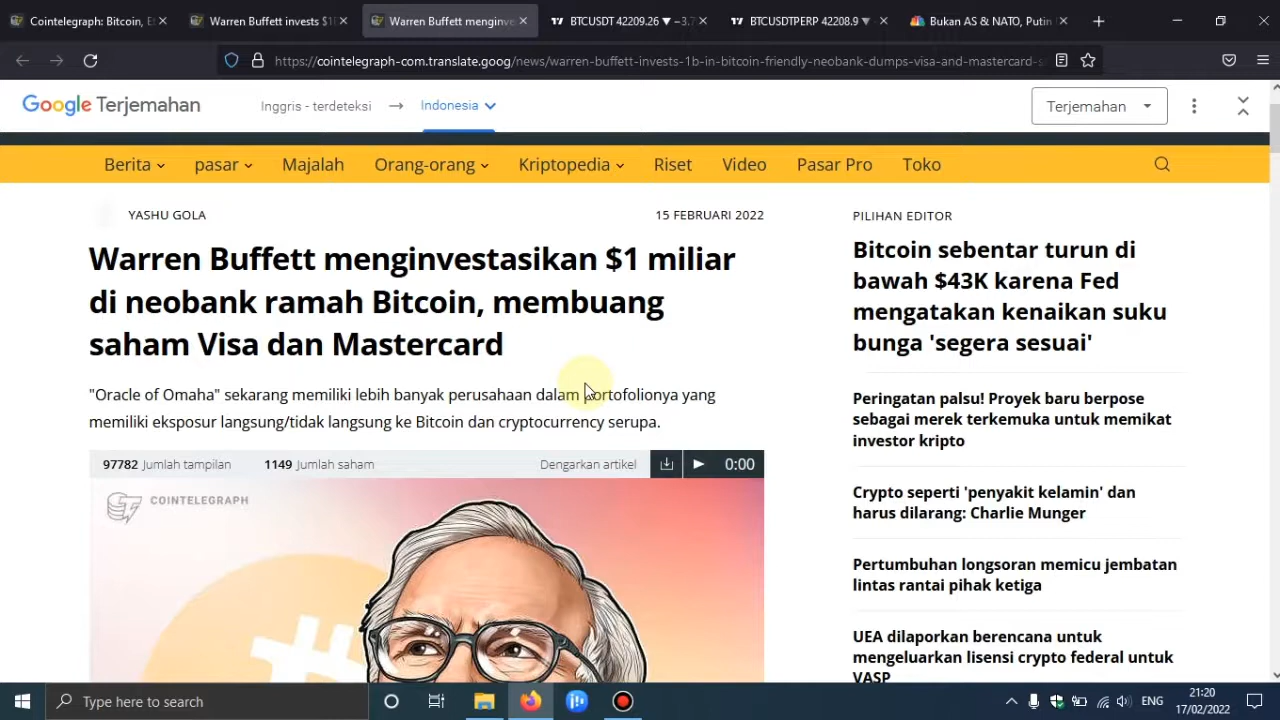 Cointelegraph: Bitcoin, E
Warren Buffett invests $1
Warren Buffett menginve
BTCUSDT 42209.26 ▼ −3.7
BTCUSDTPERP 42208.9 ▼
Bukan AS & NATO, Putin
https://cointelegraph-com.translate.goog/news/warren-buffett-invests-1b-in-bitcoin-friendly-neobank-dumps-visa-and-mastercard-s
Google Terjemahan
Inggris - terdeteksi
Indonesia
Terjemahan
Berita
pasar
Majalah
Orang-orang
Kriptopedia
Riset
Video
Pasar Pro
Toko
YASHU GOLA
15 FEBRUARI 2022
Warren Buffett menginvestasikan $1 miliar
di neobank ramah Bitcoin, membuang
saham Visa dan Mastercard
"Oracle of Omaha" sekarang memiliki lebih banyak perusahaan dalam portofolionya yang
memiliki eksposur langsung/tidak langsung ke Bitcoin dan cryptocurrency serupa.
97782 Jumlah tampilan
1149 Jumlah saham
Dengarkan artikel
0:00
COINTELEGRAPH
PILIHAN EDITOR
Bitcoin sebentar turun di
bawah $43K karena Fed
mengatakan kenaikan suku
bunga 'segera sesuai'
Peringatan palsu! Proyek baru berpose
sebagai merek terkemuka untuk memikat
investor kripto
Crypto seperti 'penyakit kelamin' dan
harus dilarang: Charlie Munger
Pertumbuhan longsoran memicu jembatan
lintas rantai pihak ketiga
UEA dilaporkan berencana untuk
mengeluarkan lisensi crypto federal untuk
VASP
Type here to search
ENG
21:20
17/02/2022